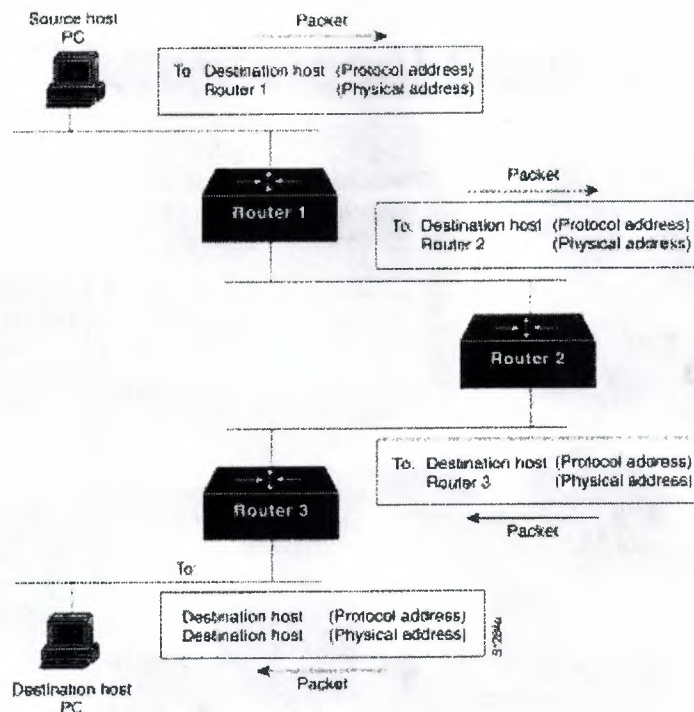 Source host
PC
Packet
To: Destination host (Protocol address)
Router 1 (Physical address)
Router 1
Packet
To: Destination host (Protocol address)
Router 2 (Physical address)
Router 2
To: Destination host (Protocol address)
Router 3 (Physical address)
Packet
Router 3
To:
Destination host (Protocol address)
Destination host (Physical address)
Packet
Destination host
PC